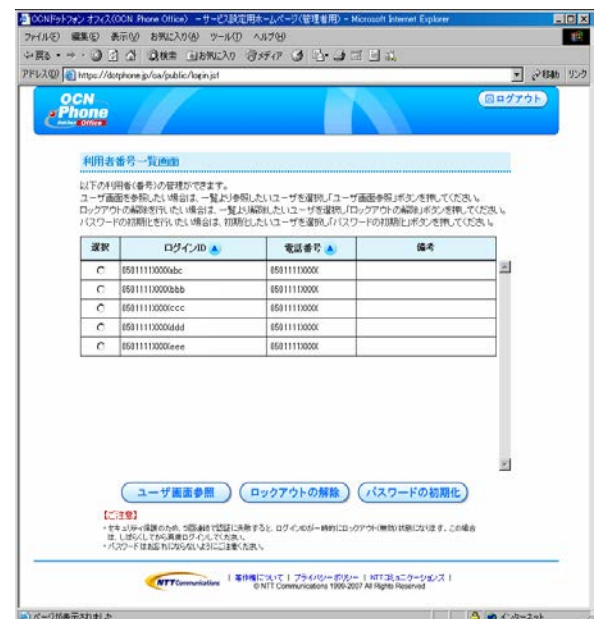 OCNドットフォン オフィス(OCN .Phone Office) －サービス設定用ホームページ(管理者用) - Microsoft Internet Explorer
ファイル(F) 編集(E) 表示(V) お気に入り(A) ツール(T) ヘルプ(H)
戻る 検索 お気に入り メディア
アドレス(D) 移動 リンク
OCN
.Phone
Office
ログアウト
利用者番号一覧画面
以下の利用者(番号)の管理ができます。
ユーザ画面を参照したい場合は、一覧より参照したいユーザを選択し「ユーザ画面参照」ボタンを押してください。
ロックアウトの解除を行いたい場合は、一覧より解除したいユーザを選択し「ロックアウトの解除」ボタンを押してください。
パスワードの初期化を行いたい場合は、初期化したいユーザを選択し「パスワードの初期化」ボタンを押してください。
選択 ログインID 電話番号 備考
0501111XXXXabc 0501111XXXX
0501111XXXXbbb 0501111XXXX
0501111XXXXccc 0501111XXXX
0501111XXXXddd 0501111XXXX
0501111XXXXeee 0501111XXXX
ユーザ画面参照 ロックアウトの解除 パスワードの初期化
【ご注意】
・セキュリティ保護のため、5回連続で認証に失敗すると、ログインIDが一時的にロックアウト(無効)状態になります。この場合
は、しばらくしてから再度ログインしてください。
・パスワードはお忘れにならないようにご注意ください。
NTT Communications | 著作権について | プライバシーポリシー | NTTコミュニケーションズ |
© NTT Communications 1999-2007 All Rights Reserved
ページが表示されました インターネット